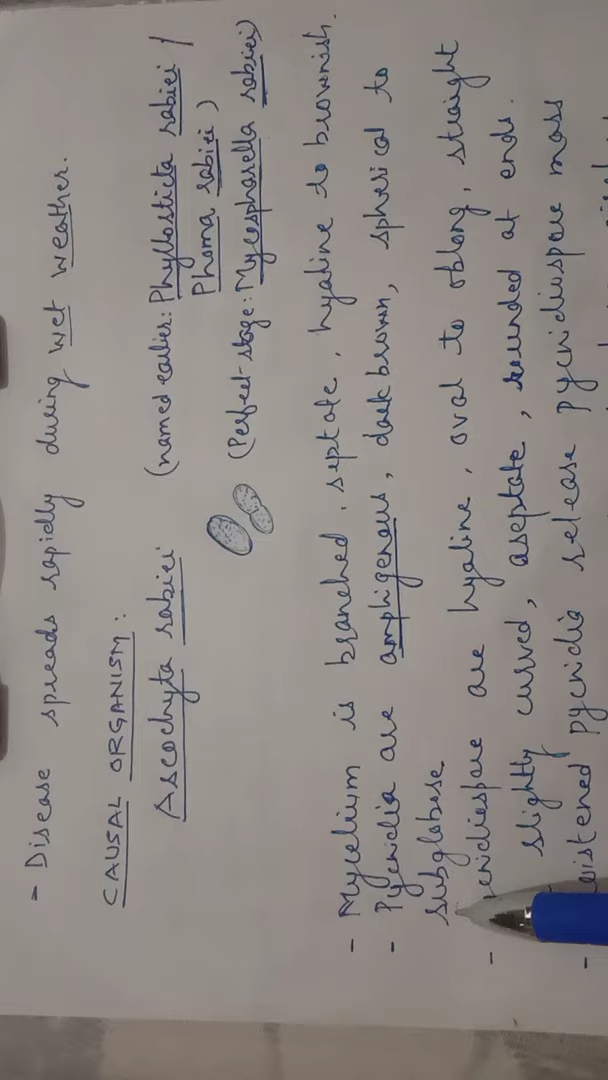 - Disease spreads rapidly during wet weather.
CAUSAL ORGANISM:
Ascochyta rabiei (named earlier: Phyllosticta rabiei /
Phoma rabiei)
(Perfect-stage: Mycosphaerella rabiei)
- Mycelium is branched, septate, hyaline to brownish.
- Pycnidia are amphigenous, dark brown, spherical to
subglobose
- cnidiospore are hyaline, oval to oblong, straight
slightly curved, aseptate, rounded at ends.
- oistened pycnidia release pycnidiospore mass